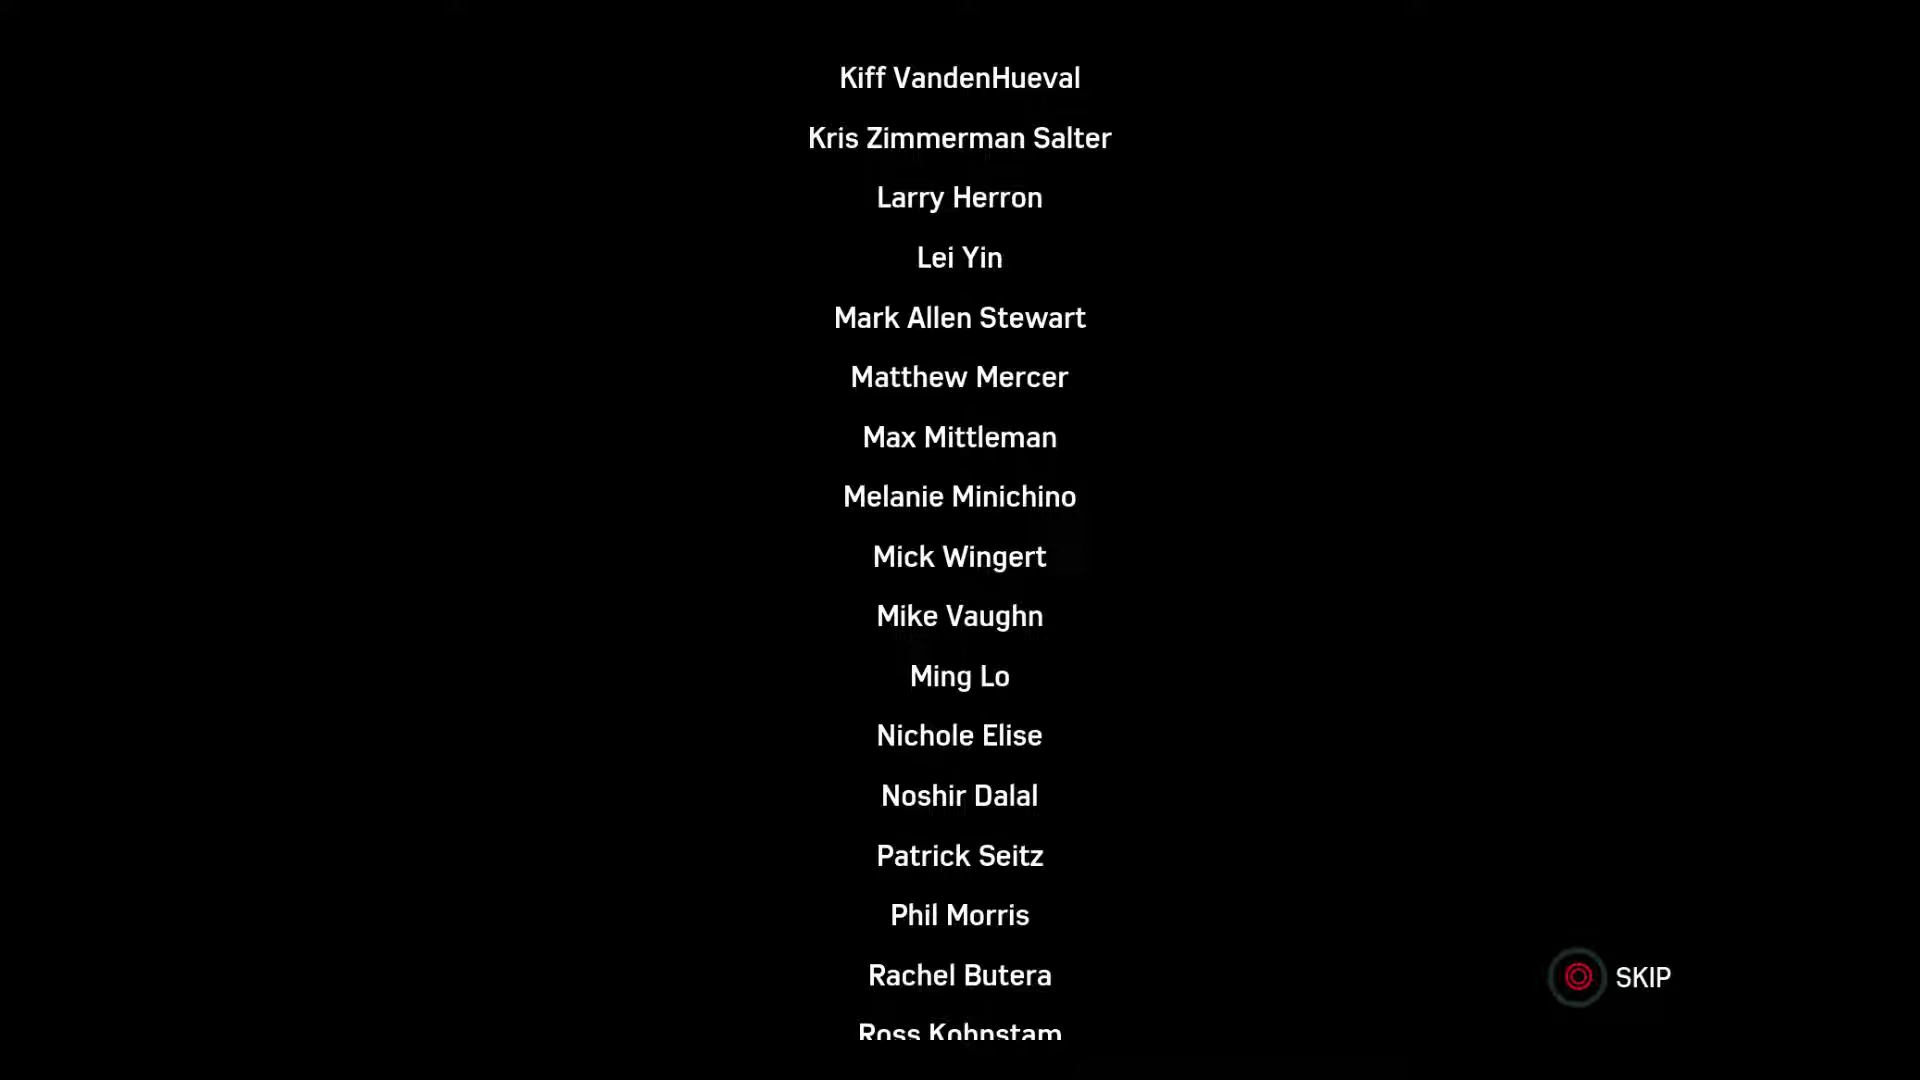 Kiff VandenHueval
Kris Zimmerman Salter
Larry Herron
Lei Yin
Mark Allen Stewart
Matthew Mercer
Max Mittleman
Melanie Minichino
Mick Wingert
Mike Vaughn
Ming Lo
Nichole Elise
Noshir Dalal
Patrick Seitz
Phil Morris
Rachel Butera
SKIP
Ross Kohnstam